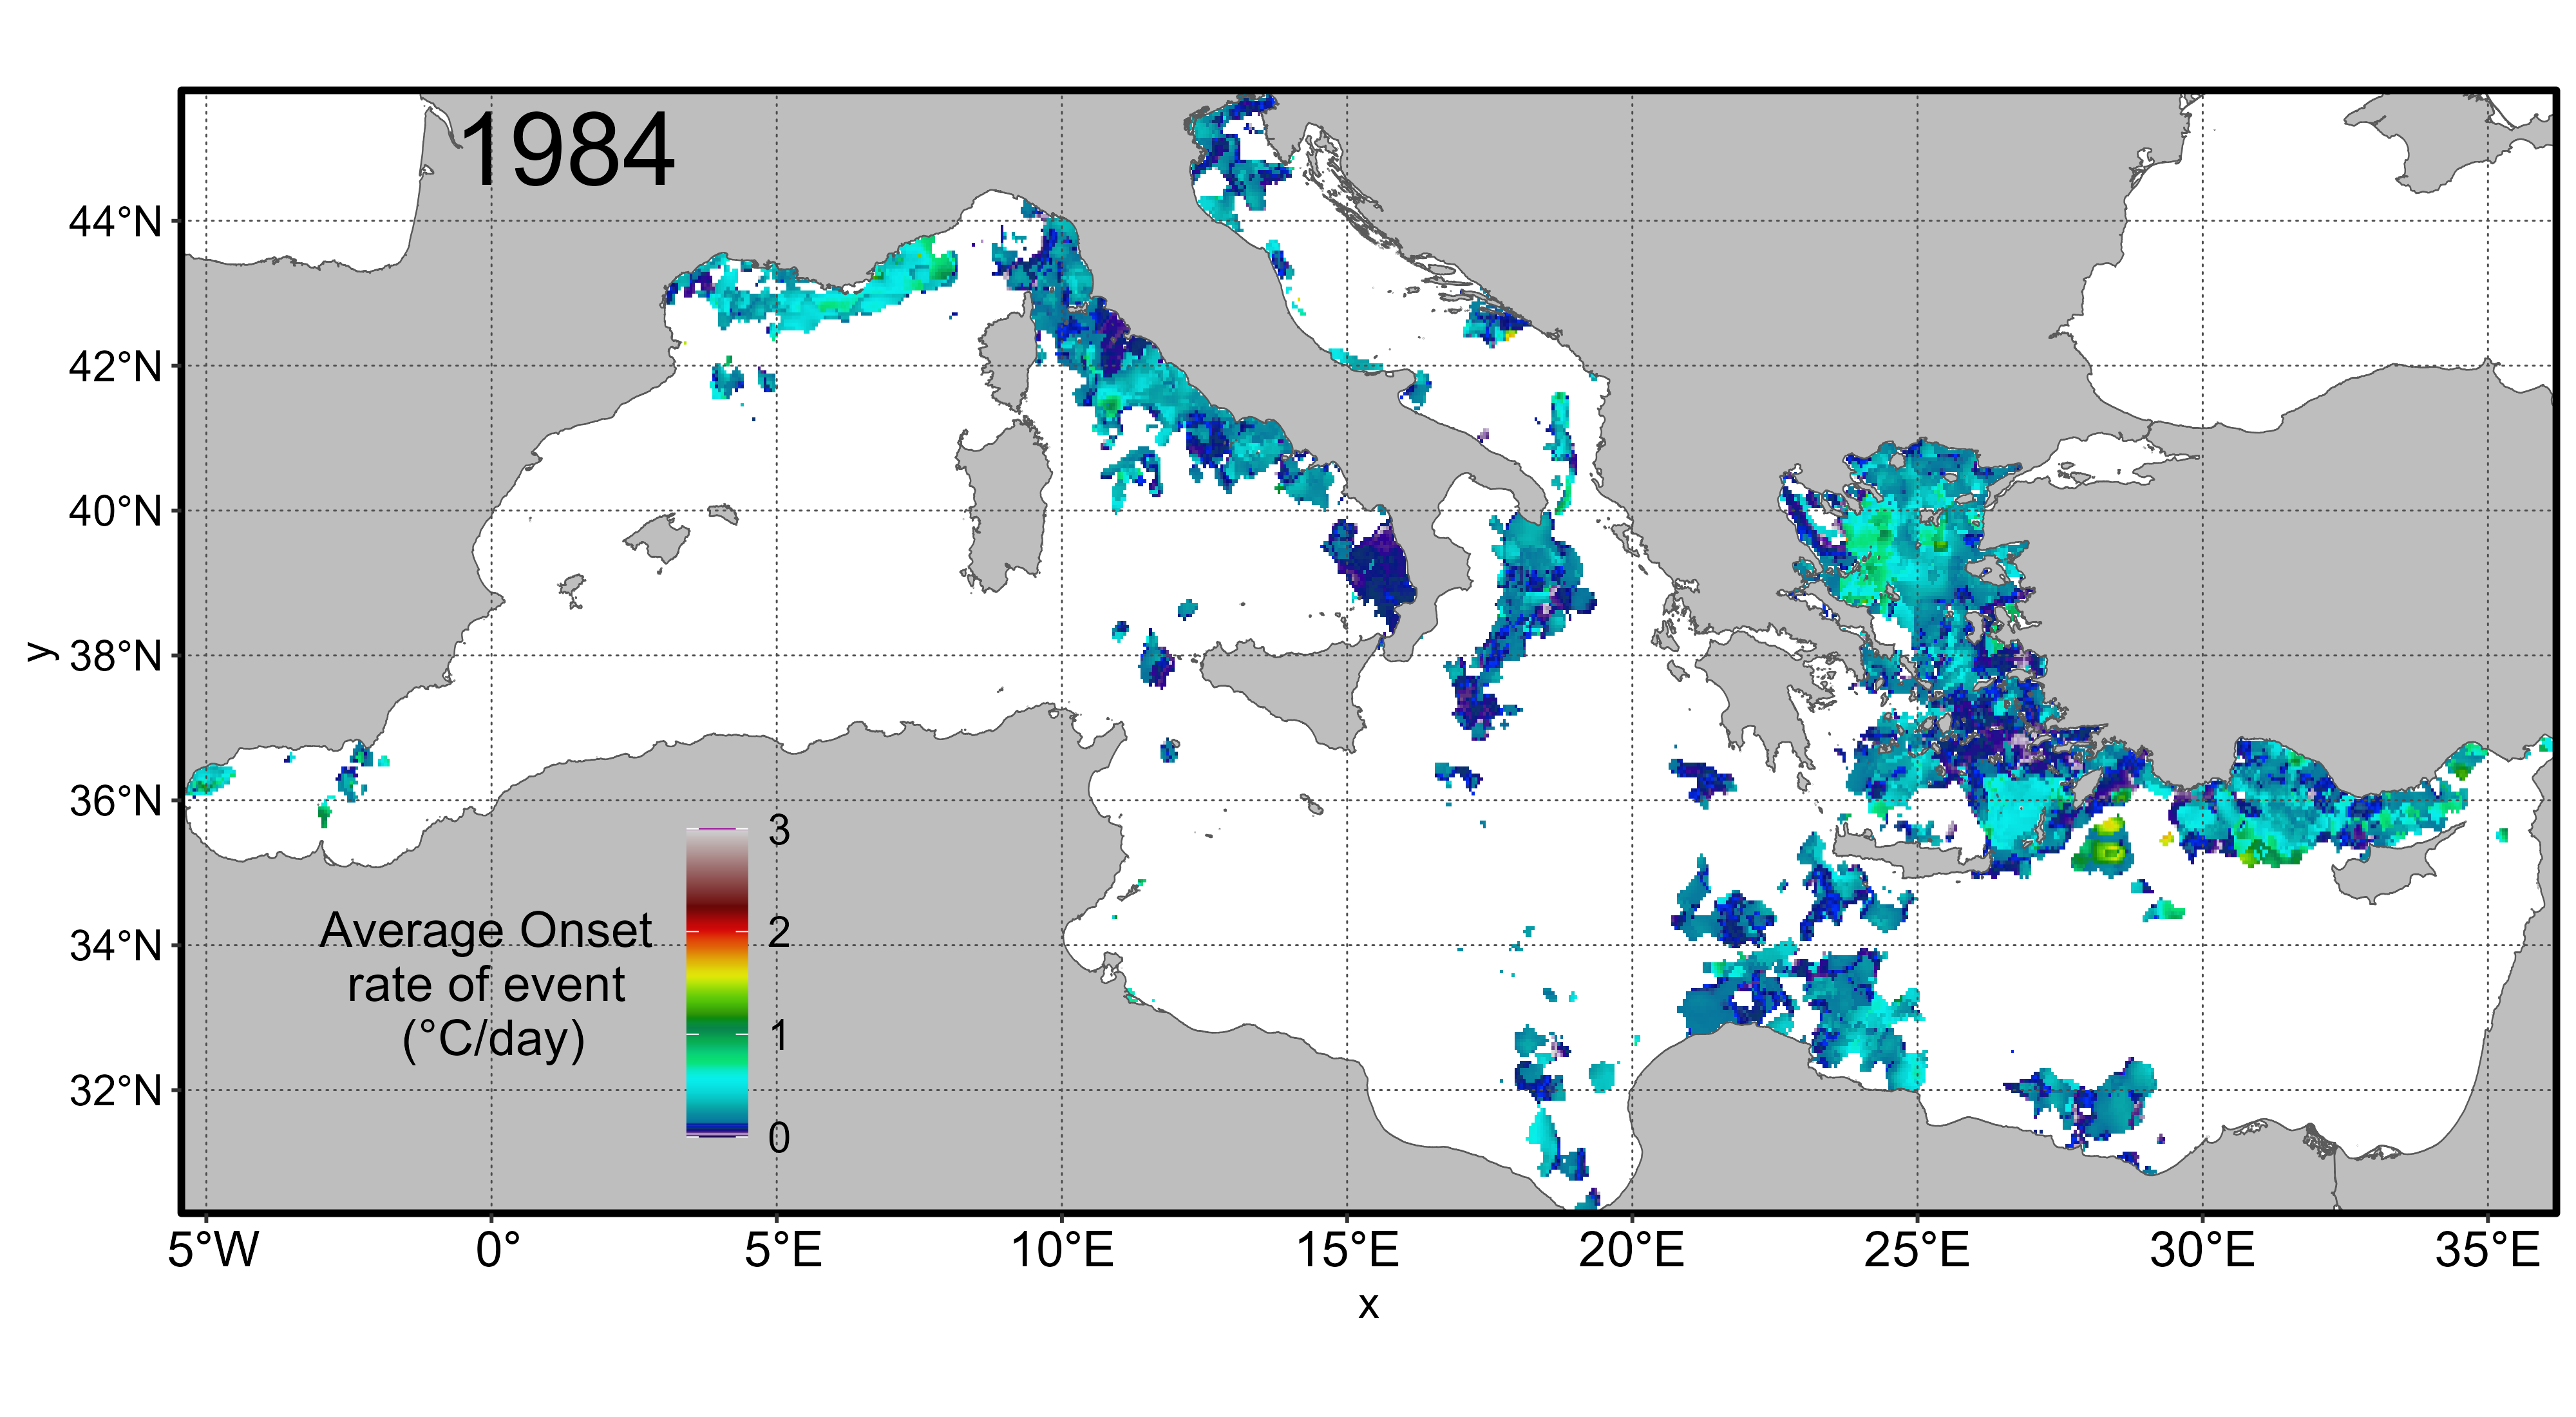 1984
44°N
42°N
40°N
38°N
36°N
34°N
32°N
y
3
2
1
0
Average Onset
rate of event
(°C/day)
5°W 0° 5°E 10°E 15°E 20°E 25°E 30°E 35°E
x